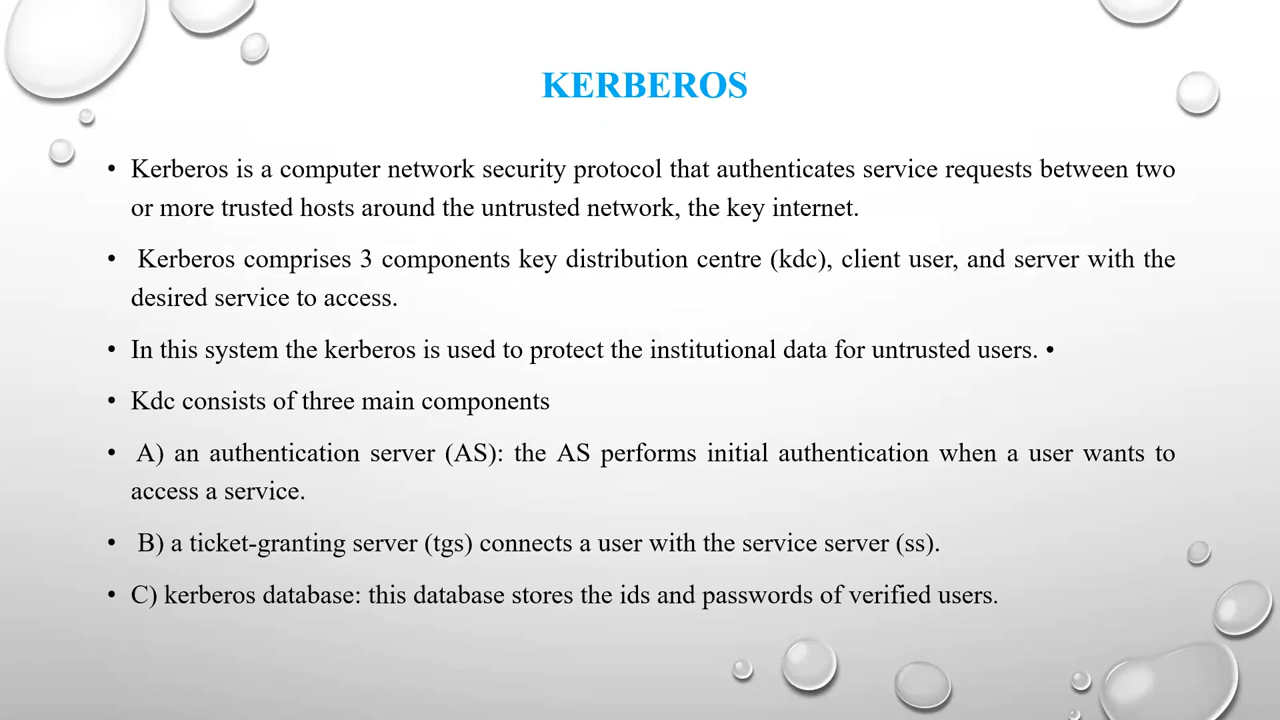 KERBEROS
• Kerberos is a computer network security protocol that authenticates service requests between two
or more trusted hosts around the untrusted network, the key internet.
• Kerberos comprises 3 components key distribution centre (kdc), client user, and server with the
desired service to access.
• In this system the kerberos is used to protect the institutional data for untrusted users. •
• Kdc consists of three main components
• A) an authentication server (AS): the AS performs initial authentication when a user wants to
access a service.
• B) a ticket-granting server (tgs) connects a user with the service server (ss).
• C) kerberos database: this database stores the ids and passwords of verified users.